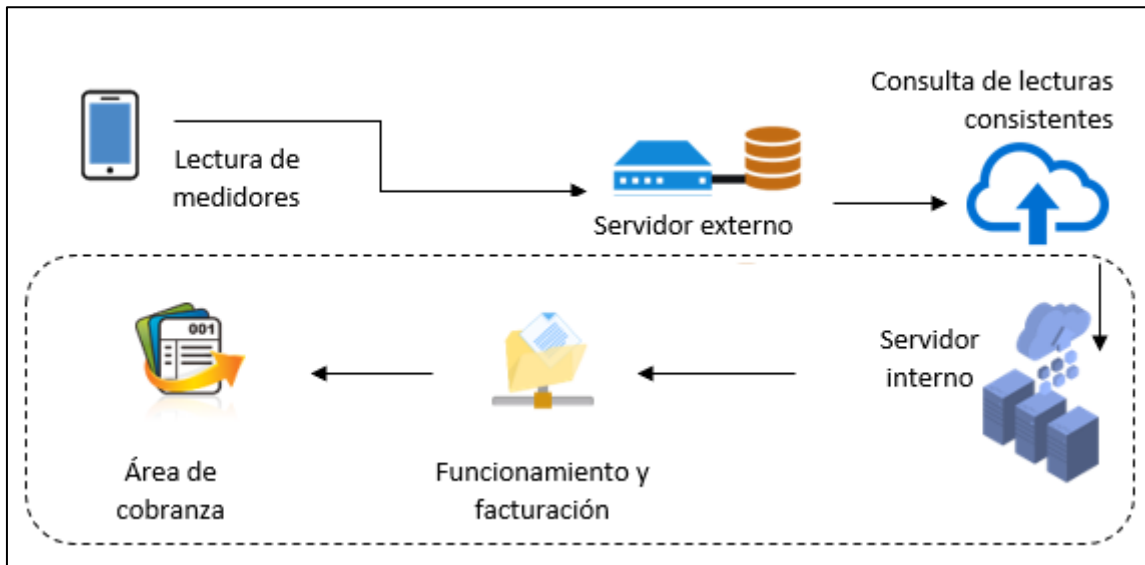 Lectura de
medidores
Servidor externo
Consulta de lecturas
consistentes
Servidor
interno
Funcionamiento y
facturación
001
Área de
cobranza